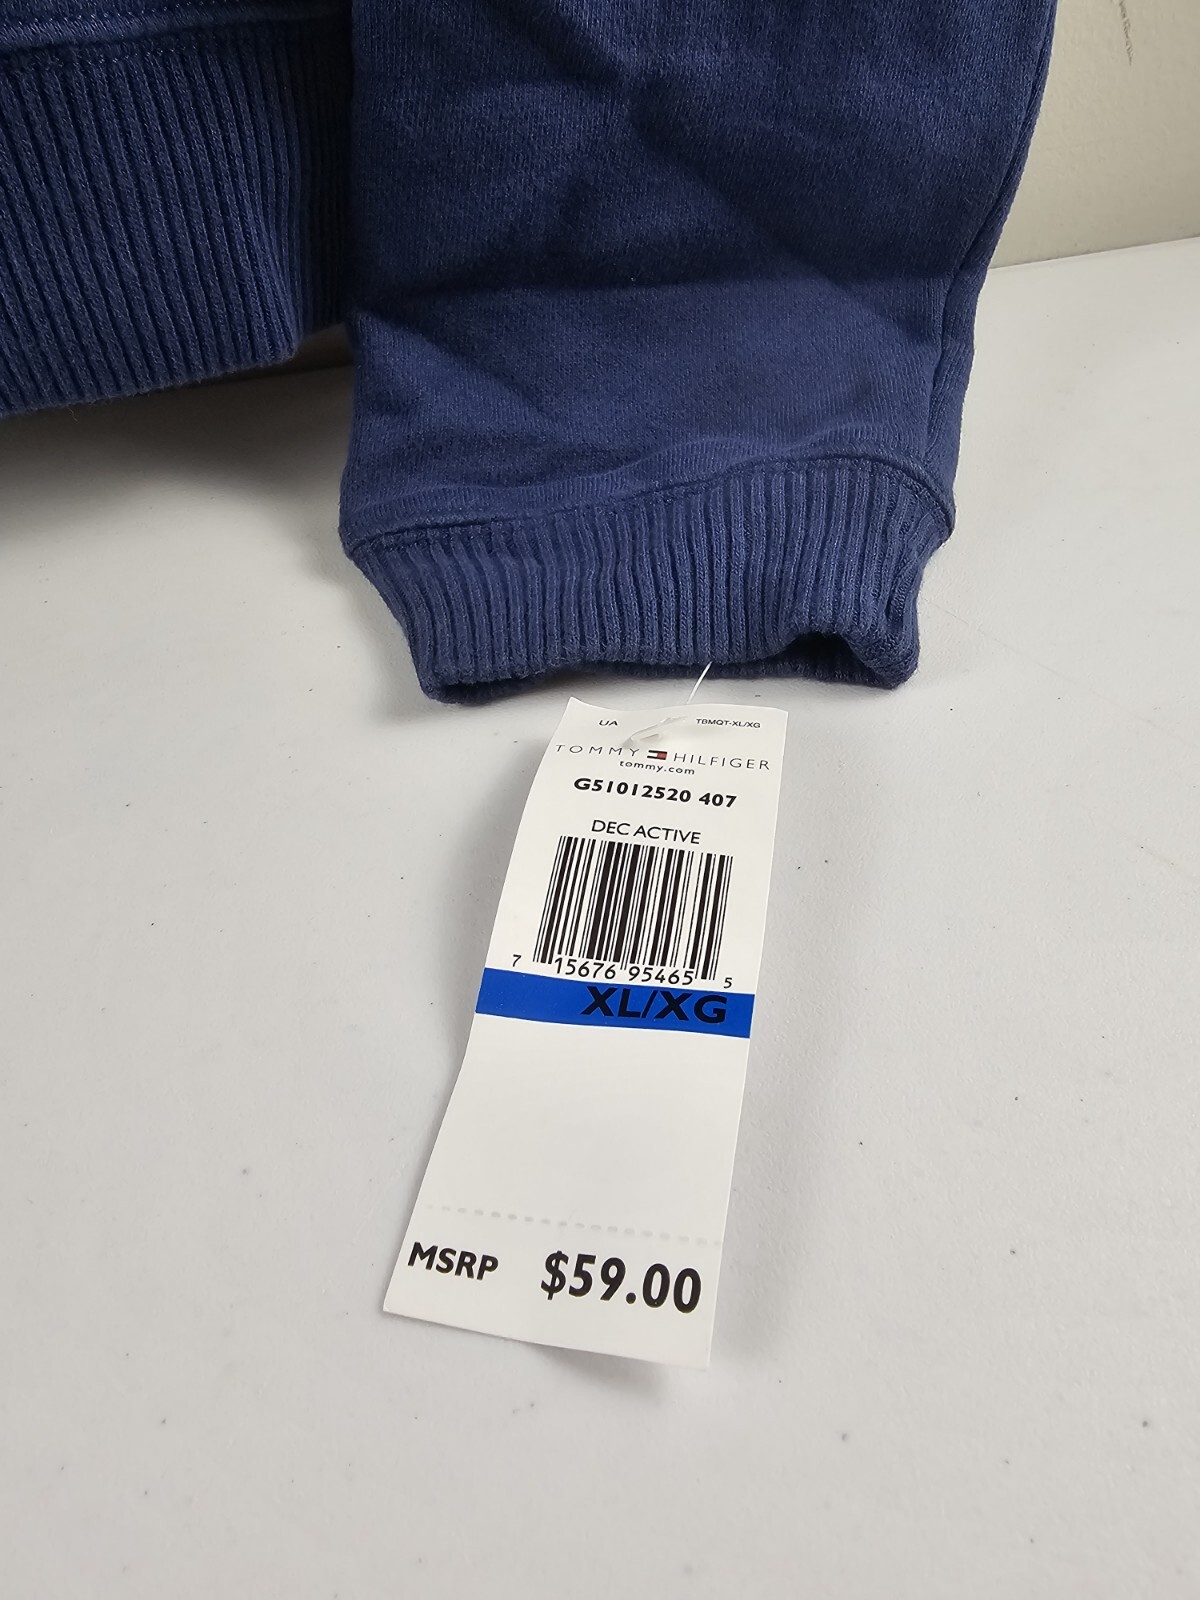 UA TBMQT-XL/XG
TOMMY HILFIGER
tommy.com
G51012520 407
DEC ACTIVE
7 15676 95465 5
XL/XG
MSRP $59.00